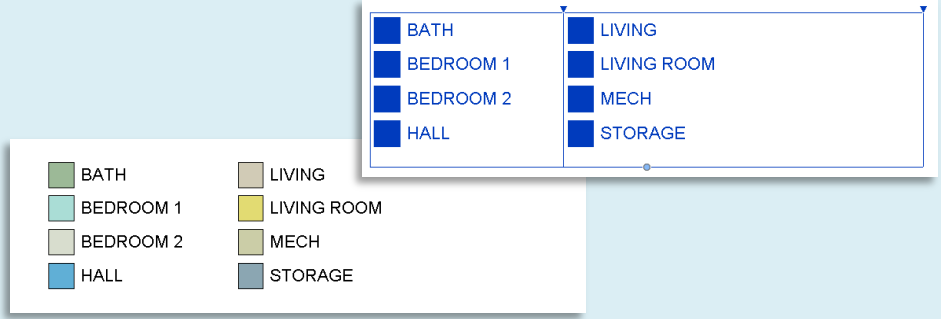 BATH
BEDROOM 1
BEDROOM 2
HALL
LIVING
LIVING ROOM
MECH
STORAGE
BATH
BEDROOM 1
BEDROOM 2
HALL
LIVING
LIVING ROOM
MECH
STORAGE